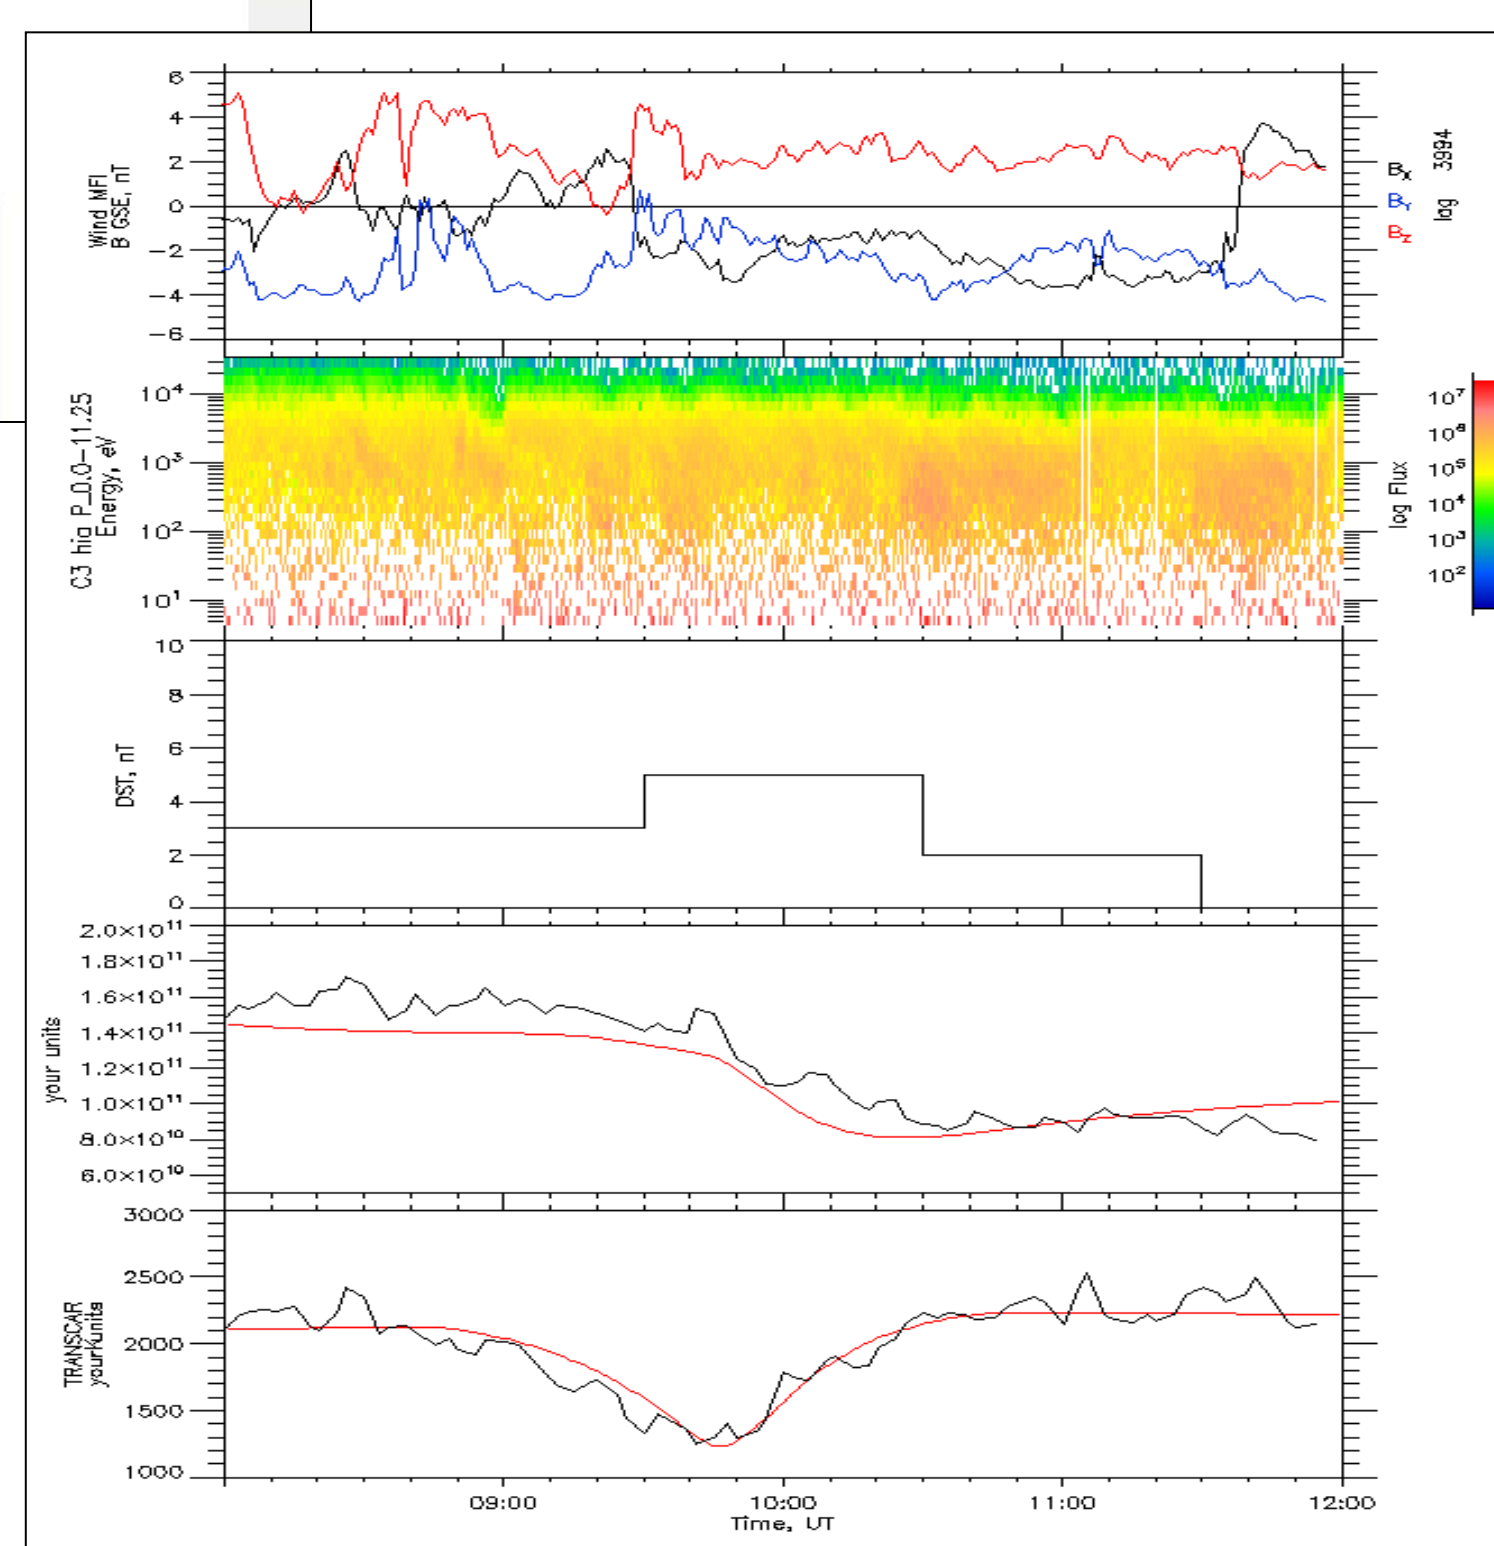 6
4
2
0
−2
−4
−6
Wind MFI
B GSE, nT
Bx
BY
Bz
lag 3994
10⁴
10³
10²
10¹
C3 hia P_0.0−11.25
Energy, eV
10⁷
10⁶
10⁵
10⁴
10³
10²
log Flux
10
8
6
4
2
0
DST, nT
2.0×10¹¹
1.8×10¹¹
1.6×10¹¹
1.4×10¹¹
1.2×10¹¹
1.0×10¹¹
8.0×10¹⁰
6.0×10¹⁰
your units
3000
2500
2000
1500
1000
TRANSCAR
09:00 10:00 11:00 12:00
Time, UT